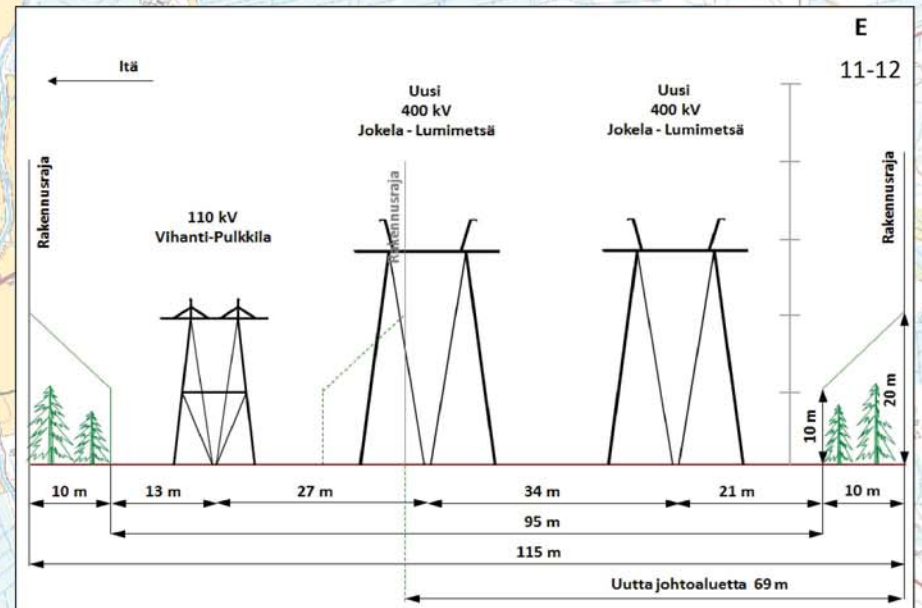 E
11-12
Itä
Uusi
400 kV
Jokela - Lumimetsä
Uusi
400 kV
Jokela - Lumimetsä
Rakennusraja
110 kV
Vihanti-Pulkkila
Rakennusraja
Rakennusraja
10 m
20 m
10 m
13 m
27 m
34 m
21 m
10 m
95 m
115 m
Uutta johtoaluetta 69 m